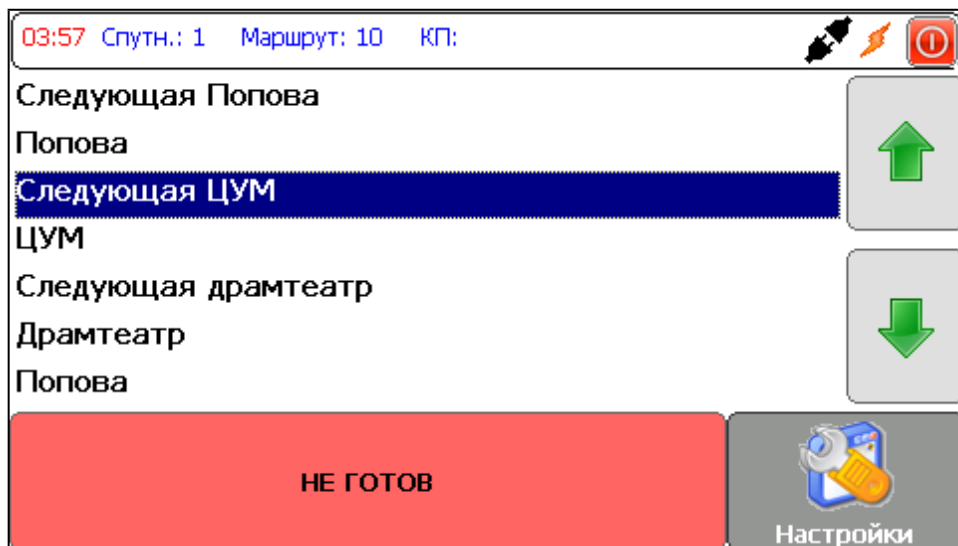 03:57 Спутн.: 1 Маршрут: 10 КП:
Следующая Попова
Попова
Следующая ЦУМ
ЦУМ
Следующая драмтеатр
Драмтеатр
Попова
НЕ ГОТОВ
Настройки